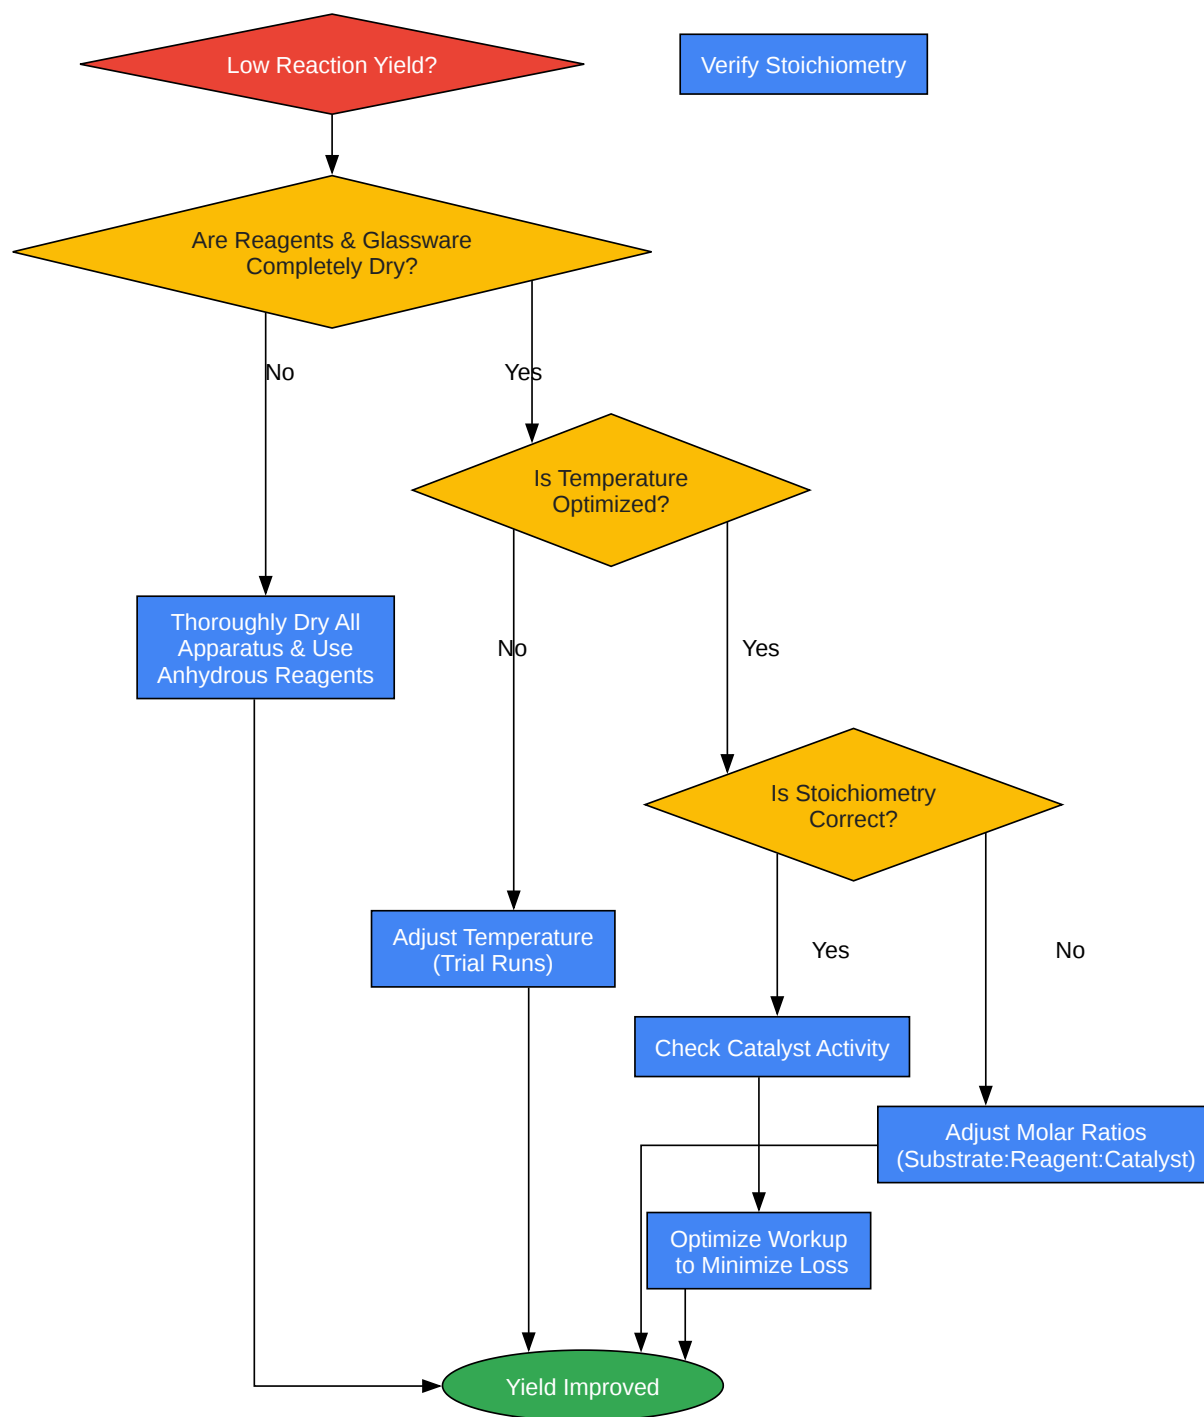 Low Reaction Yield?
Verify Stoichiometry
Are Reagents & Glassware
Completely Dry?
No
Yes
Is Temperature
Optimized?
Thoroughly Dry All
Apparatus & Use
Anhydrous Reagents
No
Yes
Is Stoichiometry
Correct?
Adjust Temperature
(Trial Runs)
Yes
No
Check Catalyst Activity
Adjust Molar Ratios
(Substrate:Reagent:Catalyst)
Optimize Workup
to Minimize Loss
Yield Improved